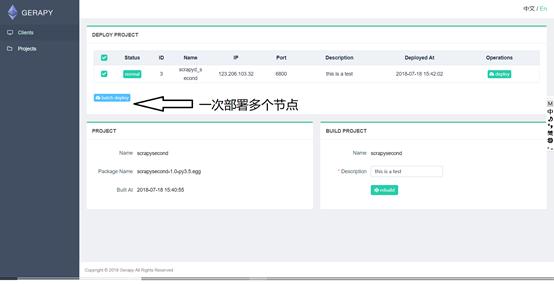 GERAPY
中文 / En
Clients
Projects
DEPLOY PROJECT
Status ID Name IP Port Description Deployed At Operations
normal 3 scrapyd_s
econd 123.206.103.32 6800 this is a test 2018-07-18 15:42:02 deploy
batch deploy
一次部署多个节点
PROJECT
Name scrapysecond
Package Name scrapysecond-1.0-py3.5.egg
Built At 2018-07-18 15:40:55
BUILD PROJECT
Name scrapysecond
* Description this is a test
rebuild
M
中
简
Copyright © 2018 Gerapy All Rights Reserved